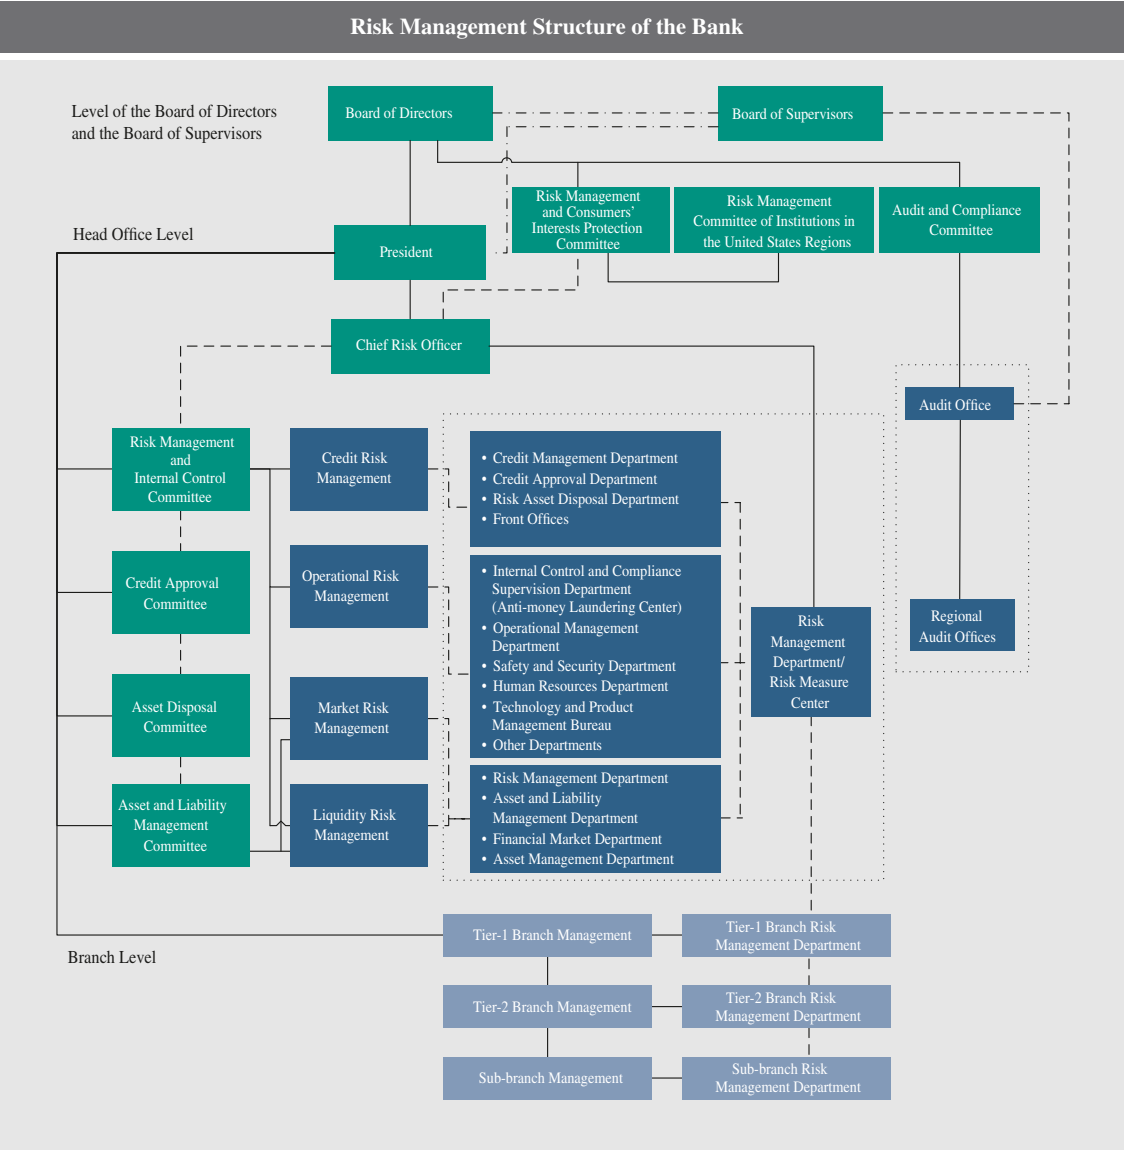 Risk Management Structure of the Bank
Level of the Board of Directors
and the Board of Supervisors
Board of Directors
Board of Supervisors
Risk Management
and Consumers’
Interests Protection
Committee
Risk Management
Committee of Institutions in
the United States Regions
Audit and Compliance
Committee
Head Office Level
President
Chief Risk Officer
Audit Office
Regional
Audit Offices
Risk Management
and
Internal Control
Committee
Credit Approval
Committee
Asset Disposal
Committee
Asset and Liability
Management
Committee
Credit Risk
Management
Operational Risk
Management
Market Risk
Management
Liquidity Risk
Management
• Credit Management Department
• Credit Approval Department
• Risk Asset Disposal Department
• Front Offices
• Internal Control and Compliance
Supervision Department
(Anti-money Laundering Center)
• Operational Management
Department
• Safety and Security Department
• Human Resources Department
• Technology and Product
Management Bureau
• Other Departments
• Risk Management Department
• Asset and Liability
Management Department
• Financial Market Department
• Asset Management Department
Risk
Management
Department/
Risk Measure
Center
Branch Level
Tier-1 Branch Management
Tier-1 Branch Risk
Management Department
Tier-2 Branch Management
Tier-2 Branch Risk
Management Department
Sub-branch Management
Sub-branch Risk
Management Department